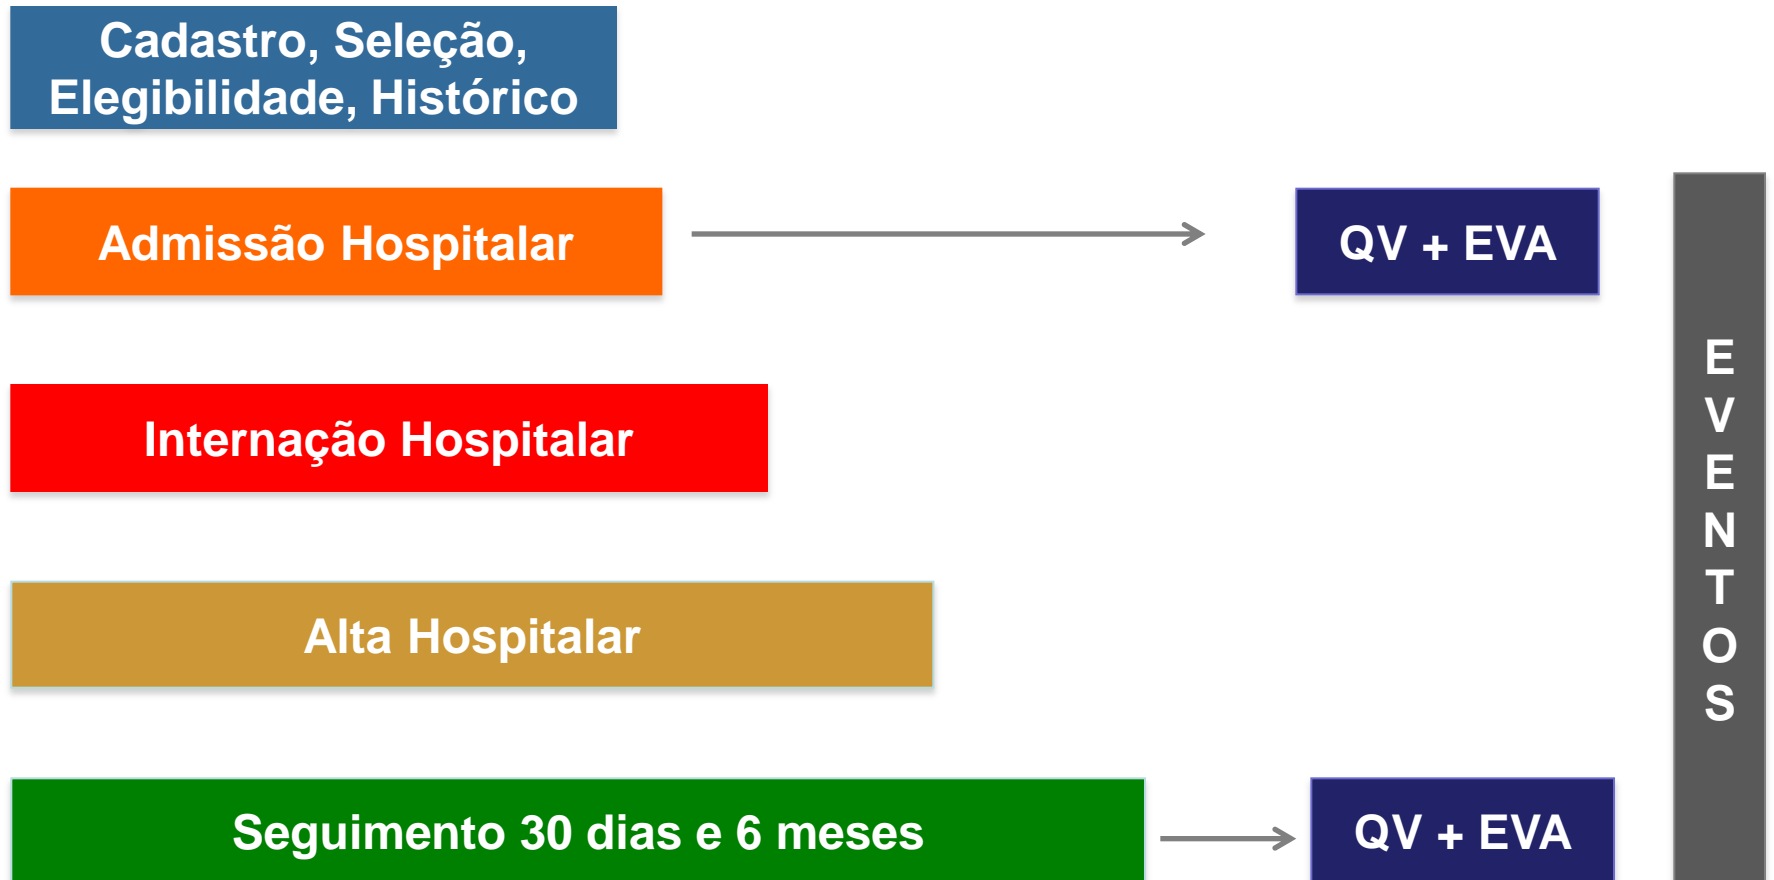 Cadastro, Seleção,
Elegibilidade, Histórico
Admissão Hospitalar
QV + EVA
Internação Hospitalar
Alta Hospitalar
Seguimento 30 dias e 6 meses
QV + EVA
E
V
E
N
T
O
S